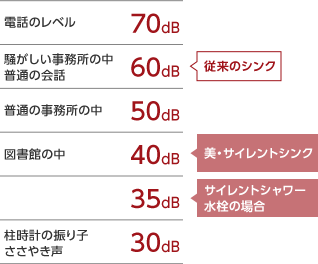 電話のレベル 70dB
騒がしい事務所の中
普通の会話 60dB
従来のシンク
普通の事務所の中 50dB
図書館の中 40dB
美・サイレントシンク
35dB
サイレントシャワー
水栓の場合
柱時計の振り子
ささやき声 30dB